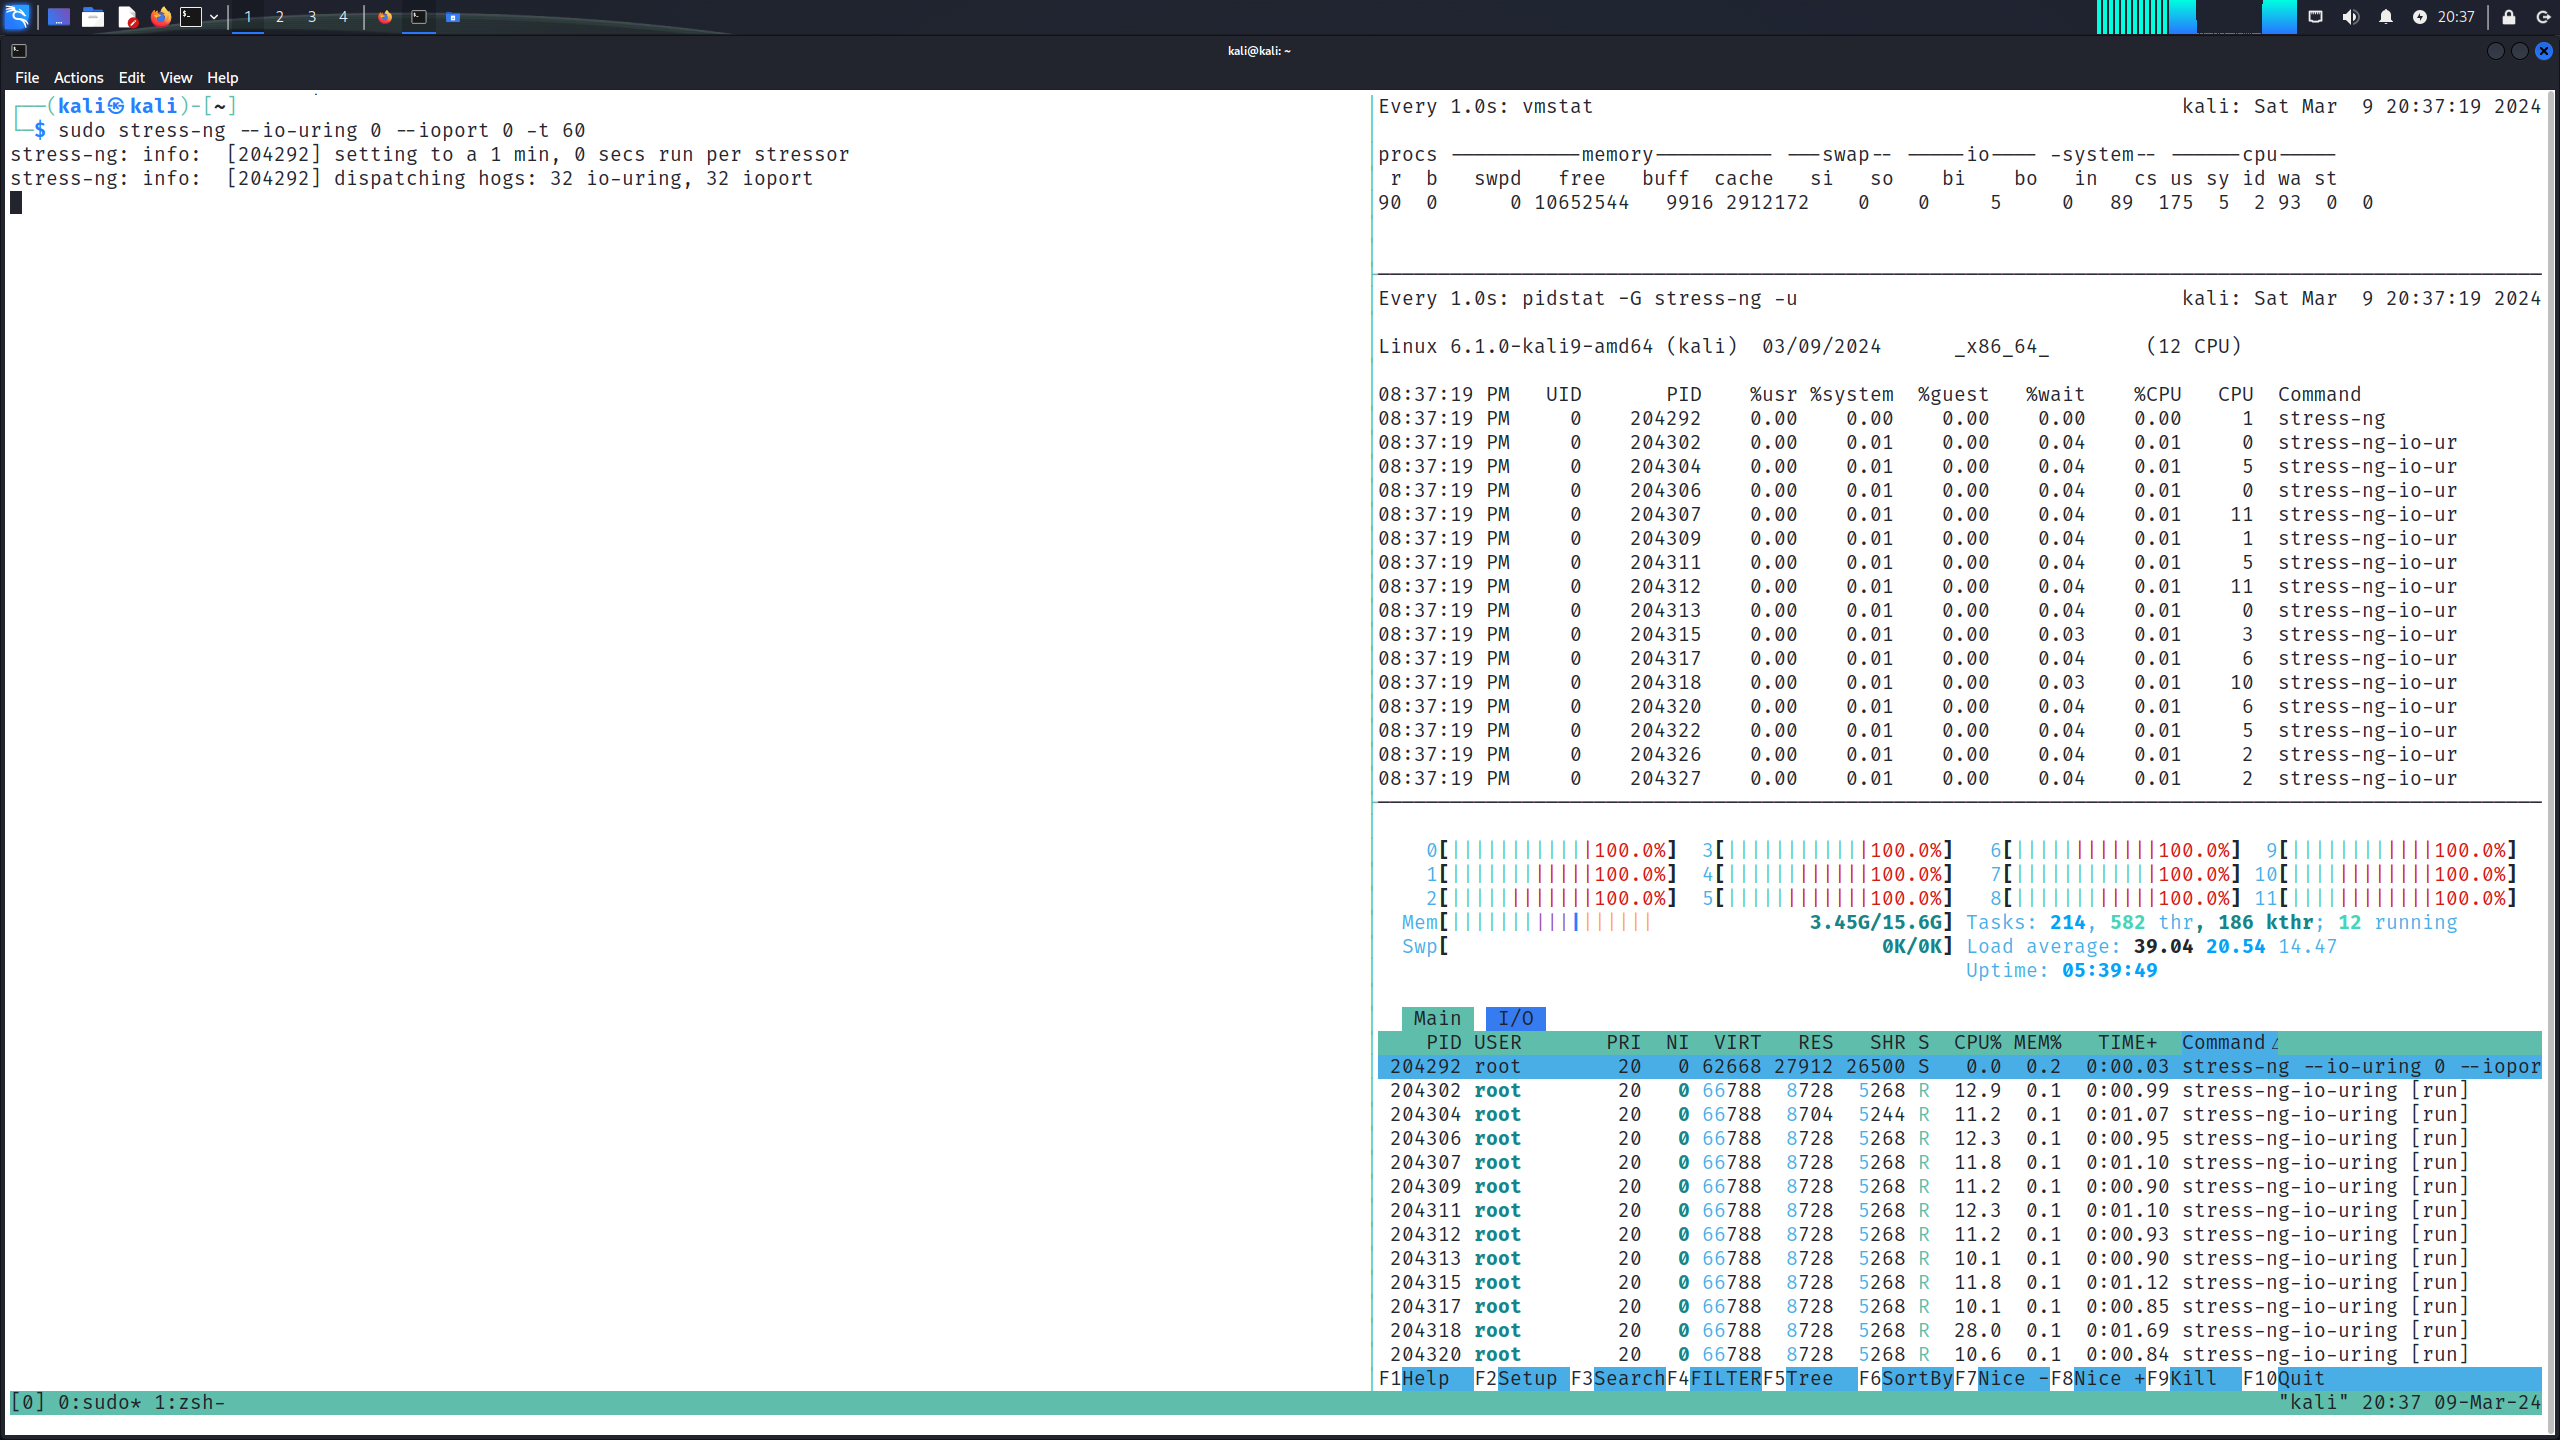 1 2 3 4
20:37
kali@kali: ~
File Actions Edit View Help
┌──(kali㉿kali)-[~]
└─$ sudo stress-ng --io-uring 0 --ioport 0 -t 60
stress-ng: info:  [204292] setting to a 1 min, 0 secs run per stressor
stress-ng: info:  [204292] dispatching hogs: 32 io-uring, 32 ioport
Every 1.0s: vmstat kali: Sat Mar  9 20:37:19 2024
procs -----------memory---------- ---swap-- -----io---- -system-- ------cpu-----
r b swpd free buff cache si so bi bo in cs us sy id wa st
90 0 0 10652544 9916 2912172 0 0 5 0 89 175 5 2 93 0 0
Every 1.0s: pidstat -G stress-ng -u kali: Sat Mar  9 20:37:19 2024
Linux 6.1.0-kali9-amd64 (kali) 03/09/2024 _x86_64_ (12 CPU)
08:37:19 PM UID PID %usr %system %guest %wait %CPU CPU Command
08:37:19 PM 0 204292 0.00 0.00 0.00 0.00 0.00 1 stress-ng
08:37:19 PM 0 204302 0.00 0.01 0.00 0.04 0.01 0 stress-ng-io-ur
08:37:19 PM 0 204304 0.00 0.01 0.00 0.04 0.01 5 stress-ng-io-ur
08:37:19 PM 0 204306 0.00 0.01 0.00 0.04 0.01 0 stress-ng-io-ur
08:37:19 PM 0 204307 0.00 0.01 0.00 0.04 0.01 11 stress-ng-io-ur
08:37:19 PM 0 204309 0.00 0.01 0.00 0.04 0.01 1 stress-ng-io-ur
08:37:19 PM 0 204311 0.00 0.01 0.00 0.04 0.01 5 stress-ng-io-ur
08:37:19 PM 0 204312 0.00 0.01 0.00 0.04 0.01 11 stress-ng-io-ur
08:37:19 PM 0 204313 0.00 0.01 0.00 0.04 0.01 0 stress-ng-io-ur
08:37:19 PM 0 204315 0.00 0.01 0.00 0.03 0.01 3 stress-ng-io-ur
08:37:19 PM 0 204317 0.00 0.01 0.00 0.04 0.01 6 stress-ng-io-ur
08:37:19 PM 0 204318 0.00 0.01 0.00 0.03 0.01 10 stress-ng-io-ur
08:37:19 PM 0 204320 0.00 0.01 0.00 0.04 0.01 6 stress-ng-io-ur
08:37:19 PM 0 204322 0.00 0.01 0.00 0.04 0.01 5 stress-ng-io-ur
08:37:19 PM 0 204326 0.00 0.01 0.00 0.04 0.01 2 stress-ng-io-ur
08:37:19 PM 0 204327 0.00 0.01 0.00 0.04 0.01 2 stress-ng-io-ur
0[||||||||||||100.0%] 3[||||||||||||100.0%] 6[||||||||||||100.0%] 9[||||||||||||100.0%]
1[||||||||||||100.0%] 4[||||||||||||100.0%] 7[||||||||||||100.0%] 10[||||||||||||100.0%]
2[||||||||||||100.0%] 5[||||||||||||100.0%] 8[||||||||||||100.0%] 11[||||||||||||100.0%]
Mem[||||||||||||||||| 3.45G/15.6G] Tasks: 214, 582 thr, 186 kthr; 12 running
Swp[ 0K/0K] Load average: 39.04 20.54 14.47
Uptime: 05:39:49
Main I/O
PID USER PRI NI VIRT RES SHR S CPU% MEM% TIME+ Command△
204292 root 20 0 62668 27912 26500 S 0.0 0.2 0:00.03 stress-ng --io-uring 0 --iopor
204302 root 20 0 66788 8728 5268 R 12.9 0.1 0:00.99 stress-ng-io-uring [run]
204304 root 20 0 66788 8704 5244 R 11.2 0.1 0:01.07 stress-ng-io-uring [run]
204306 root 20 0 66788 8728 5268 R 12.3 0.1 0:00.95 stress-ng-io-uring [run]
204307 root 20 0 66788 8728 5268 R 11.8 0.1 0:01.10 stress-ng-io-uring [run]
204309 root 20 0 66788 8728 5268 R 11.2 0.1 0:00.90 stress-ng-io-uring [run]
204311 root 20 0 66788 8728 5268 R 12.3 0.1 0:01.10 stress-ng-io-uring [run]
204312 root 20 0 66788 8728 5268 R 11.2 0.1 0:00.93 stress-ng-io-uring [run]
204313 root 20 0 66788 8728 5268 R 10.1 0.1 0:00.90 stress-ng-io-uring [run]
204315 root 20 0 66788 8728 5268 R 11.8 0.1 0:01.12 stress-ng-io-uring [run]
204317 root 20 0 66788 8728 5268 R 10.1 0.1 0:00.85 stress-ng-io-uring [run]
204318 root 20 0 66788 8728 5268 R 28.0 0.1 0:01.69 stress-ng-io-uring [run]
204320 root 20 0 66788 8728 5268 R 10.6 0.1 0:00.84 stress-ng-io-uring [run]
F1Help F2Setup F3SearchF4FILTERF5Tree F6SortByF7Nice -F8Nice +F9Kill F10Quit
[0] 0:sudo* 1:zsh- "kali" 20:37 09-Mar-24